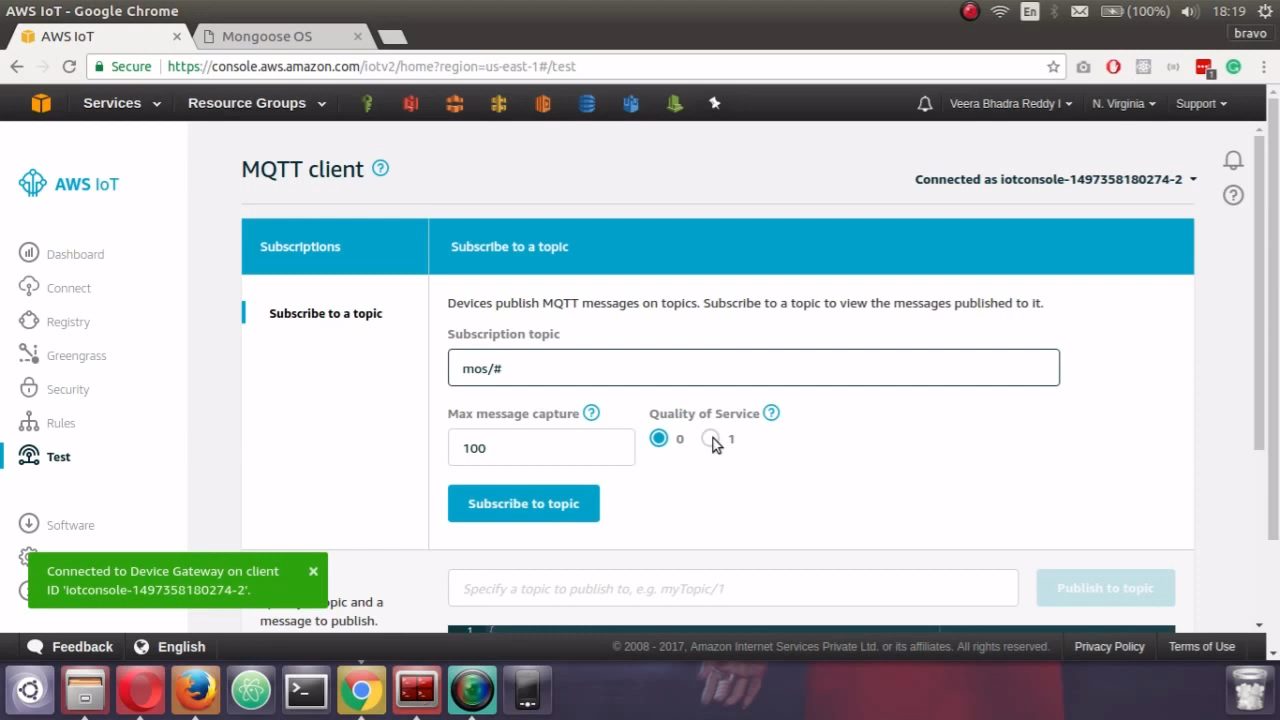 AWS IoT - Google Chrome
En
(100%)
18:19
AWS IoT
Mongoose OS
bravo
Secure
https://console.aws.amazon.com/iotv2/home?region=us-east-1#/test
1
Services
Resource Groups
Veera Bhadra Reddy I
N. Virginia
Support
AWS IoT
MQTT client
Connected as iotconsole-1497358180274-2
Dashboard
Connect
Registry
Greengrass
Security
Rules
Test
Software
Subscriptions
Subscribe to a topic
Subscribe to a topic
Devices publish MQTT messages on topics. Subscribe to a topic to view the messages published to it.
Subscription topic
mos/#
Max message capture
Quality of Service
100
0
1
Subscribe to topic
Connected to Device Gateway on client
ID 'iotconsole-1497358180274-2'.
Specify a topic to publish to, e.g. myTopic/1
Publish to topic
pic and a
message to publish.
1
{
Feedback
English
© 2008 - 2017, Amazon Internet Services Private Ltd. or its affiliates. All rights reserved.
Privacy Policy
Terms of Use